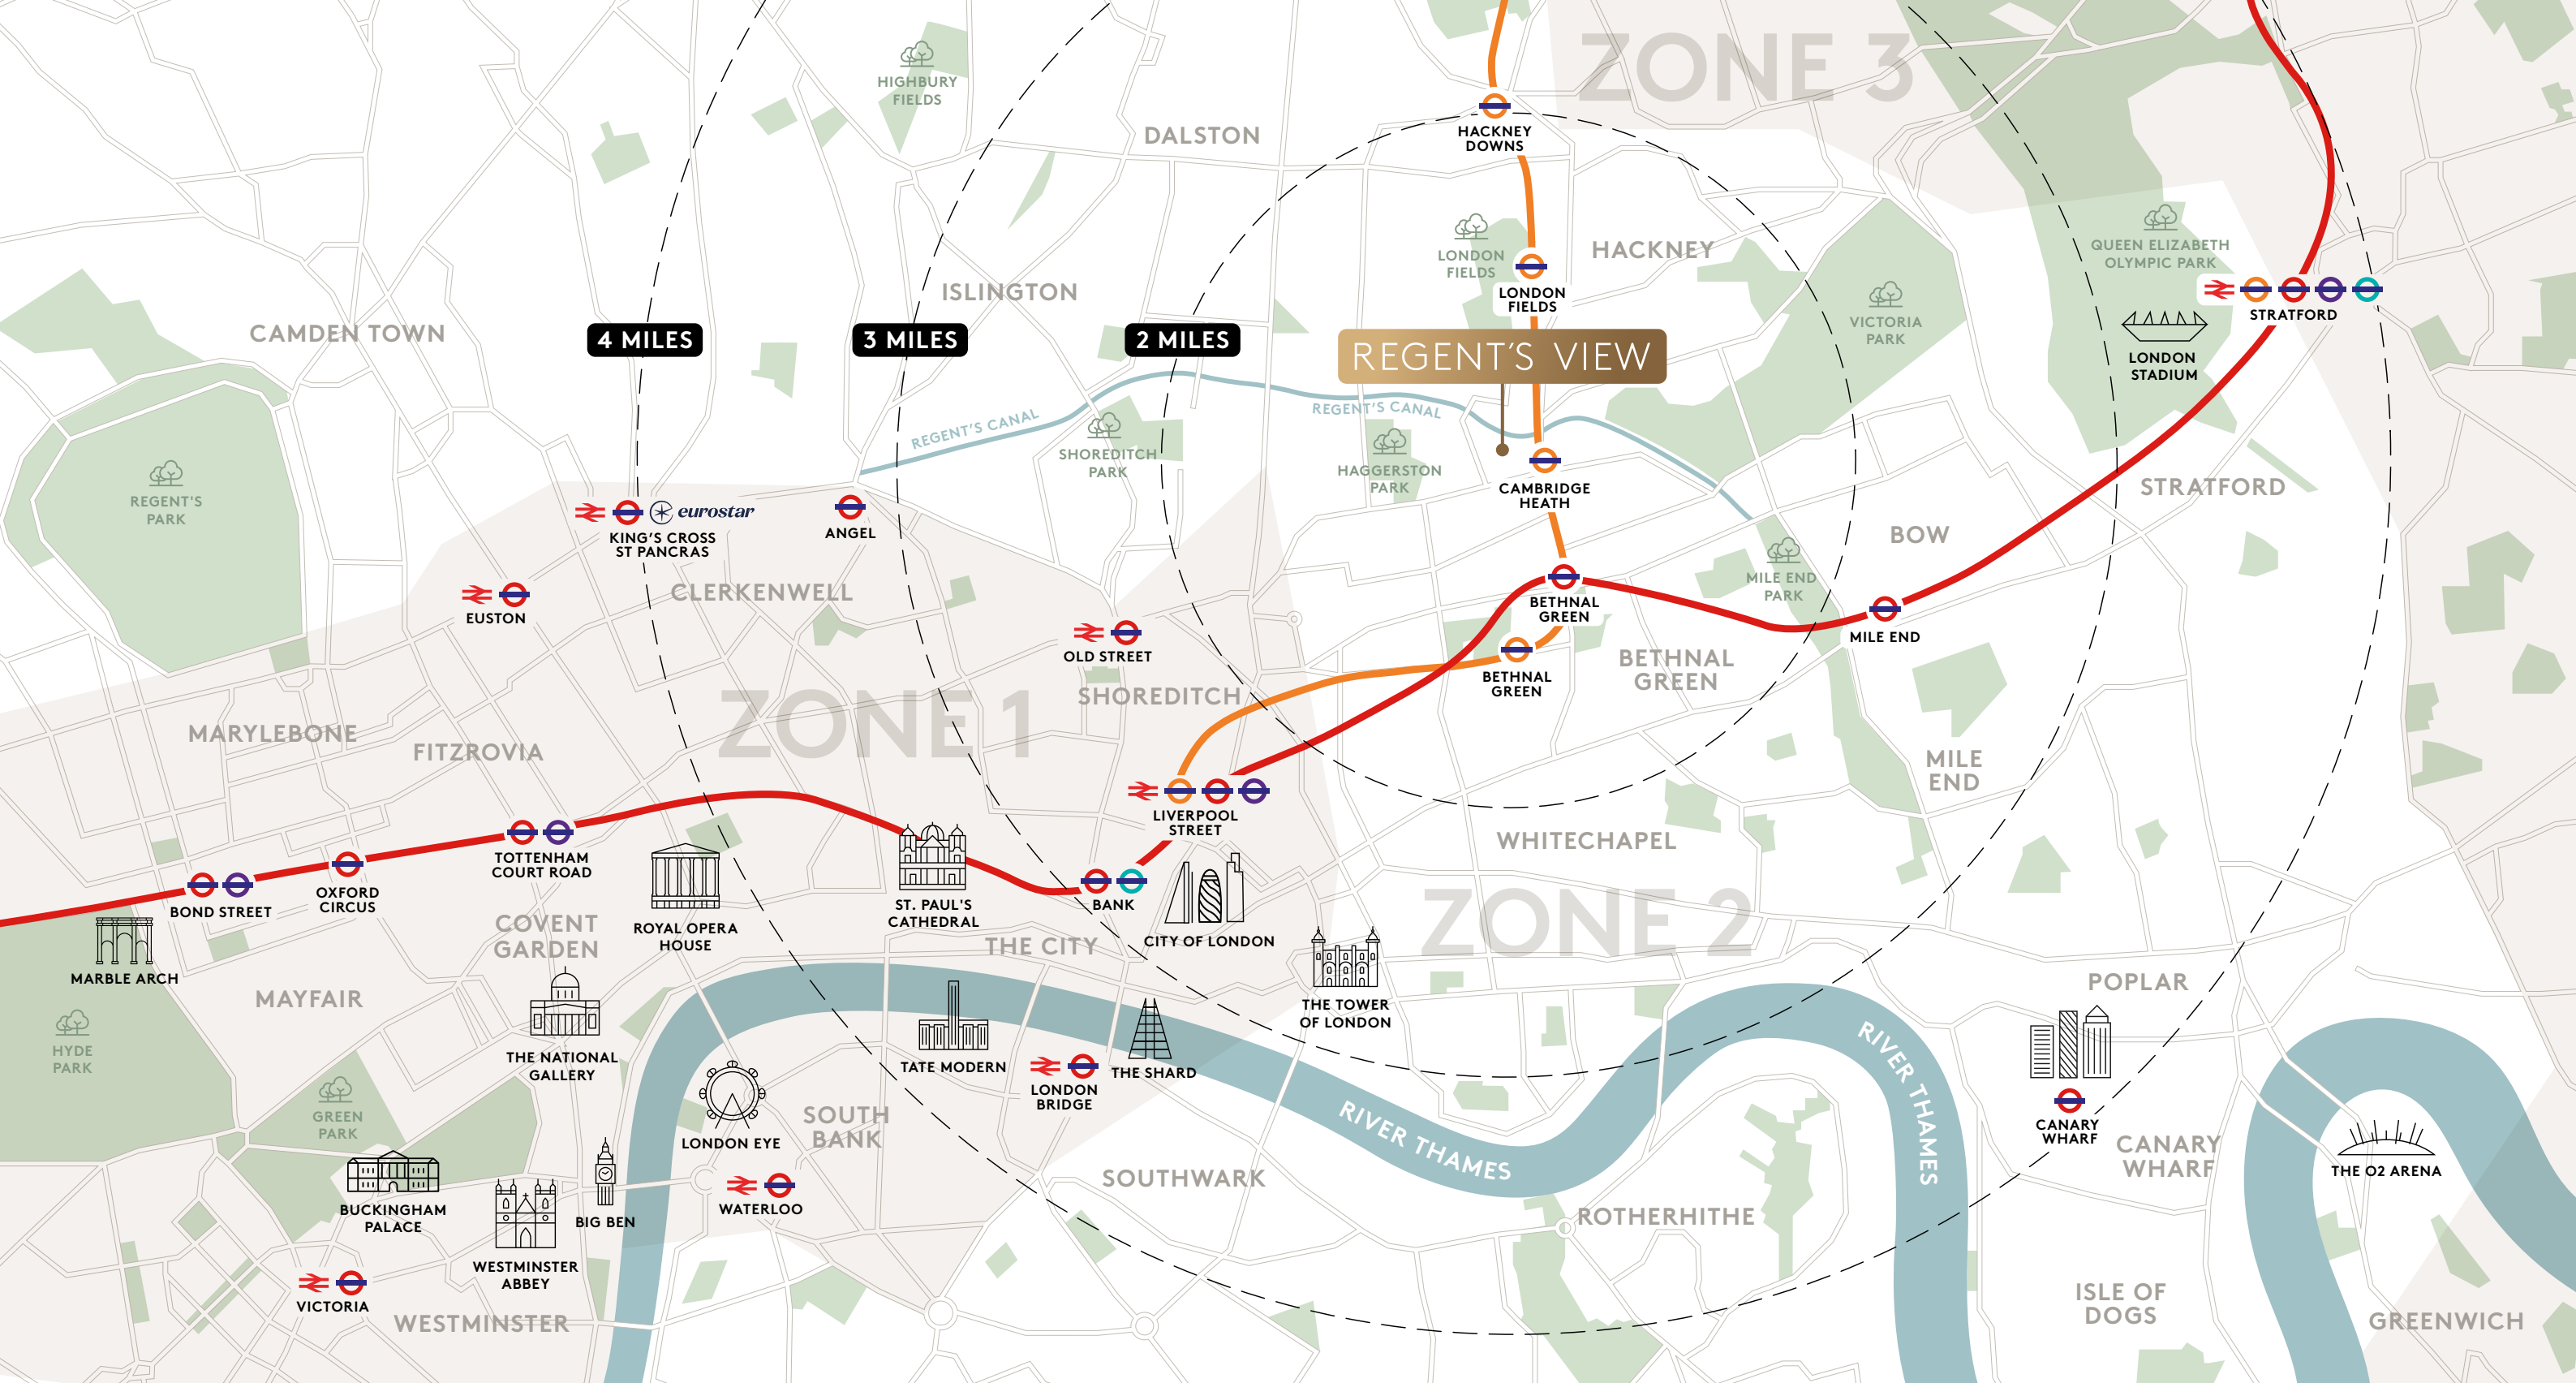 ZONE 3
HIGHBURY
FIELDS
DALSTON
HACKNEY
DOWNS
LONDON
FIELDS
HACKNEY
QUEEN ELIZABETH
OLYMPIC PARK
ISLINGTON
LONDON
FIELDS
STRATFORD
CAMDEN TOWN
4 MILES
3 MILES
2 MILES
REGENT'S VIEW
VICTORIA
PARK
LONDON
STADIUM
REGENT'S CANAL
REGENT'S CANAL
SHOREDITCH
PARK
HAGGERSTON
PARK
REGENT'S
PARK
CAMBRIDGE
HEATH
STRATFORD
eurostar
KING'S CROSS
ST PANCRAS
ANGEL
BOW
CLERKENWELL
MILE END
PARK
EUSTON
BETHNAL
GREEN
MILE END
OLD STREET
BETHNAL
GREEN
BETHNAL
GREEN
SHOREDITCH
ZONE 1
MARYLEBONE
FITZROVIA
MILE
END
LIVERPOOL
STREET
WHITECHAPEL
TOTTENHAM
COURT ROAD
OXFORD
CIRCUS
BOND STREET
ST. PAUL'S
CATHEDRAL
BANK
ZONE 2
COVENT
GARDEN
ROYAL OPERA
HOUSE
THE CITY
CITY OF LONDON
MARBLE ARCH
MAYFAIR
POPLAR
THE TOWER
OF LONDON
HYDE
PARK
THE NATIONAL
GALLERY
TATE MODERN
THE SHARD
LONDON
BRIDGE
RIVER THAMES
RIVER THAMES
GREEN
PARK
LONDON EYE
SOUTH
BANK
CANARY
WHARF
CANARY
WHARF
THE O2 ARENA
SOUTHWARK
BUCKINGHAM
PALACE
BIG BEN
WATERLOO
ROTHERHITHE
WESTMINSTER
ABBEY
VICTORIA
WESTMINSTER
ISLE OF
DOGS
GREENWICH